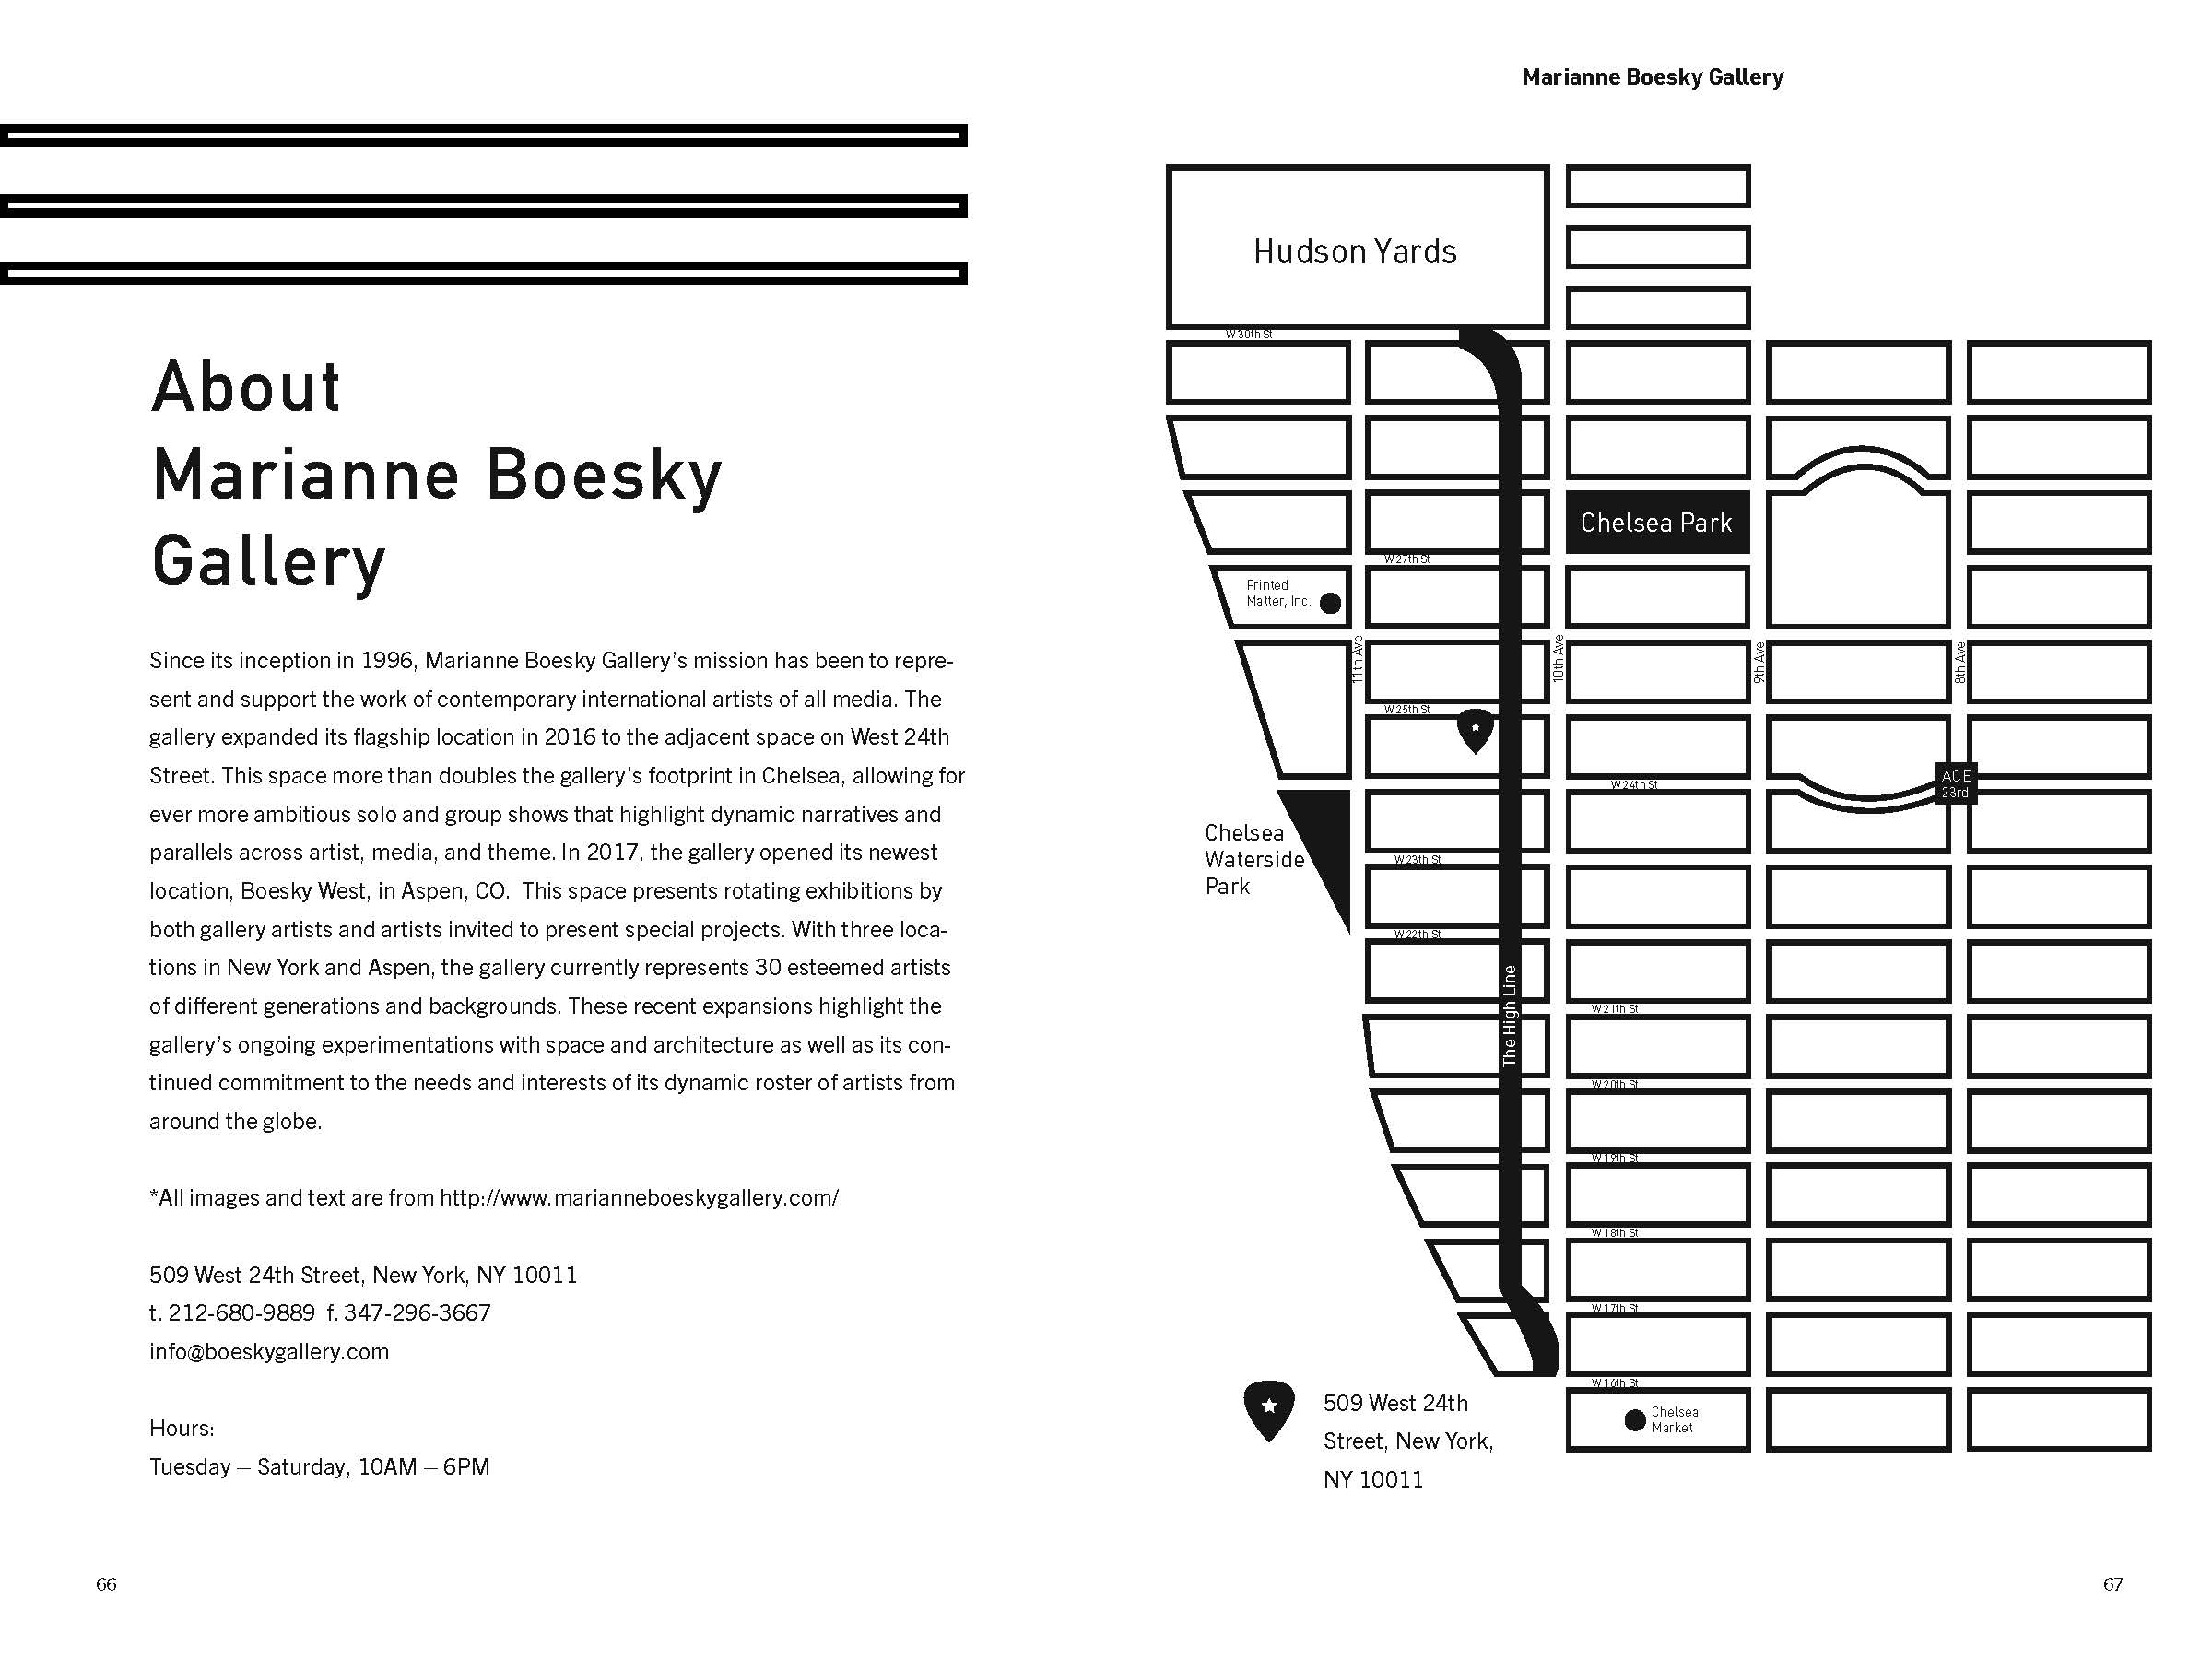 About
Marianne Boesky
Gallery
Since its inception in 1996, Marianne Boesky Gallery’s mission has been to repre-
sent and support the work of contemporary international artists of all media. The
gallery expanded its flagship location in 2016 to the adjacent space on West 24th
Street. This space more than doubles the gallery’s footprint in Chelsea, allowing for
ever more ambitious solo and group shows that highlight dynamic narratives and
parallels across artist, media, and theme. In 2017, the gallery opened its newest
location, Boesky West, in Aspen, CO.  This space presents rotating exhibitions by
both gallery artists and artists invited to present special projects. With three loca-
tions in New York and Aspen, the gallery currently represents 30 esteemed artists
of different generations and backgrounds. These recent expansions highlight the
gallery’s ongoing experimentations with space and architecture as well as its con-
tinued commitment to the needs and interests of its dynamic roster of artists from
around the globe.
*All images and text are from http://www.marianneboeskygallery.com/
509 West 24th Street, New York, NY 10011
t. 212-680-9889  f. 347-296-3667
info@boeskygallery.com
Hours:
Tuesday – Saturday, 10AM – 6PM
66
Marianne Boesky Gallery
Hudson Yards
W 30th St
Chelsea Park
W 27th St
Printed
Matter, Inc.
11th Ave
10th Ave
9th Ave
8th Ave
W 25th St
W 24th St
ACE
23rd
Chelsea
Waterside
Park
W 23th St
W 22th St
The High Line
W 21th St
W 20th St
W 19th St
W 18th St
W 17th St
W 16th St
Chelsea
Market
509 West 24th
Street, New York,
NY 10011
67